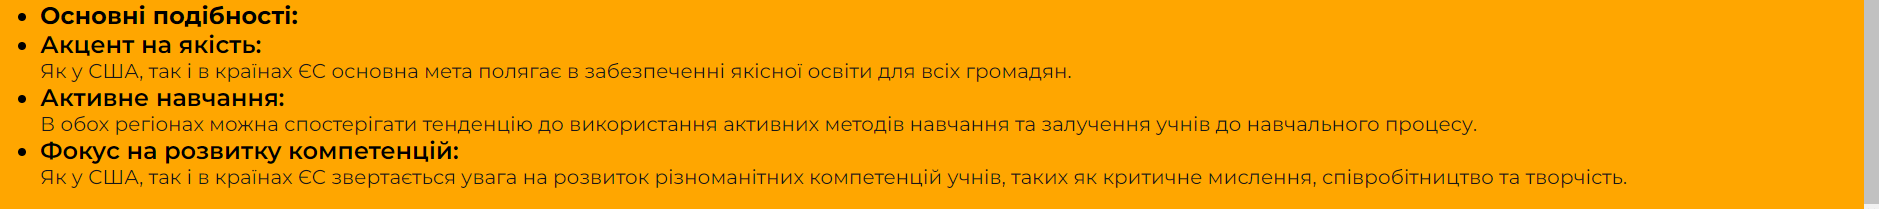 Основні подібності:
Акцент на якість:
Як у США, так і в країнах ЄС основна мета полягає в забезпеченні якісної освіти для всіх громадян.
Активне навчання:
В обох регіонах можна спостерігати тенденцію до використання активних методів навчання та залучення учнів до навчального процесу.
Фокус на розвитку компетенцій:
Як у США, так і в країнах ЄС звертається увага на розвиток різноманітних компетенцій учнів, таких як критичне мислення, співробітництво та творчість.